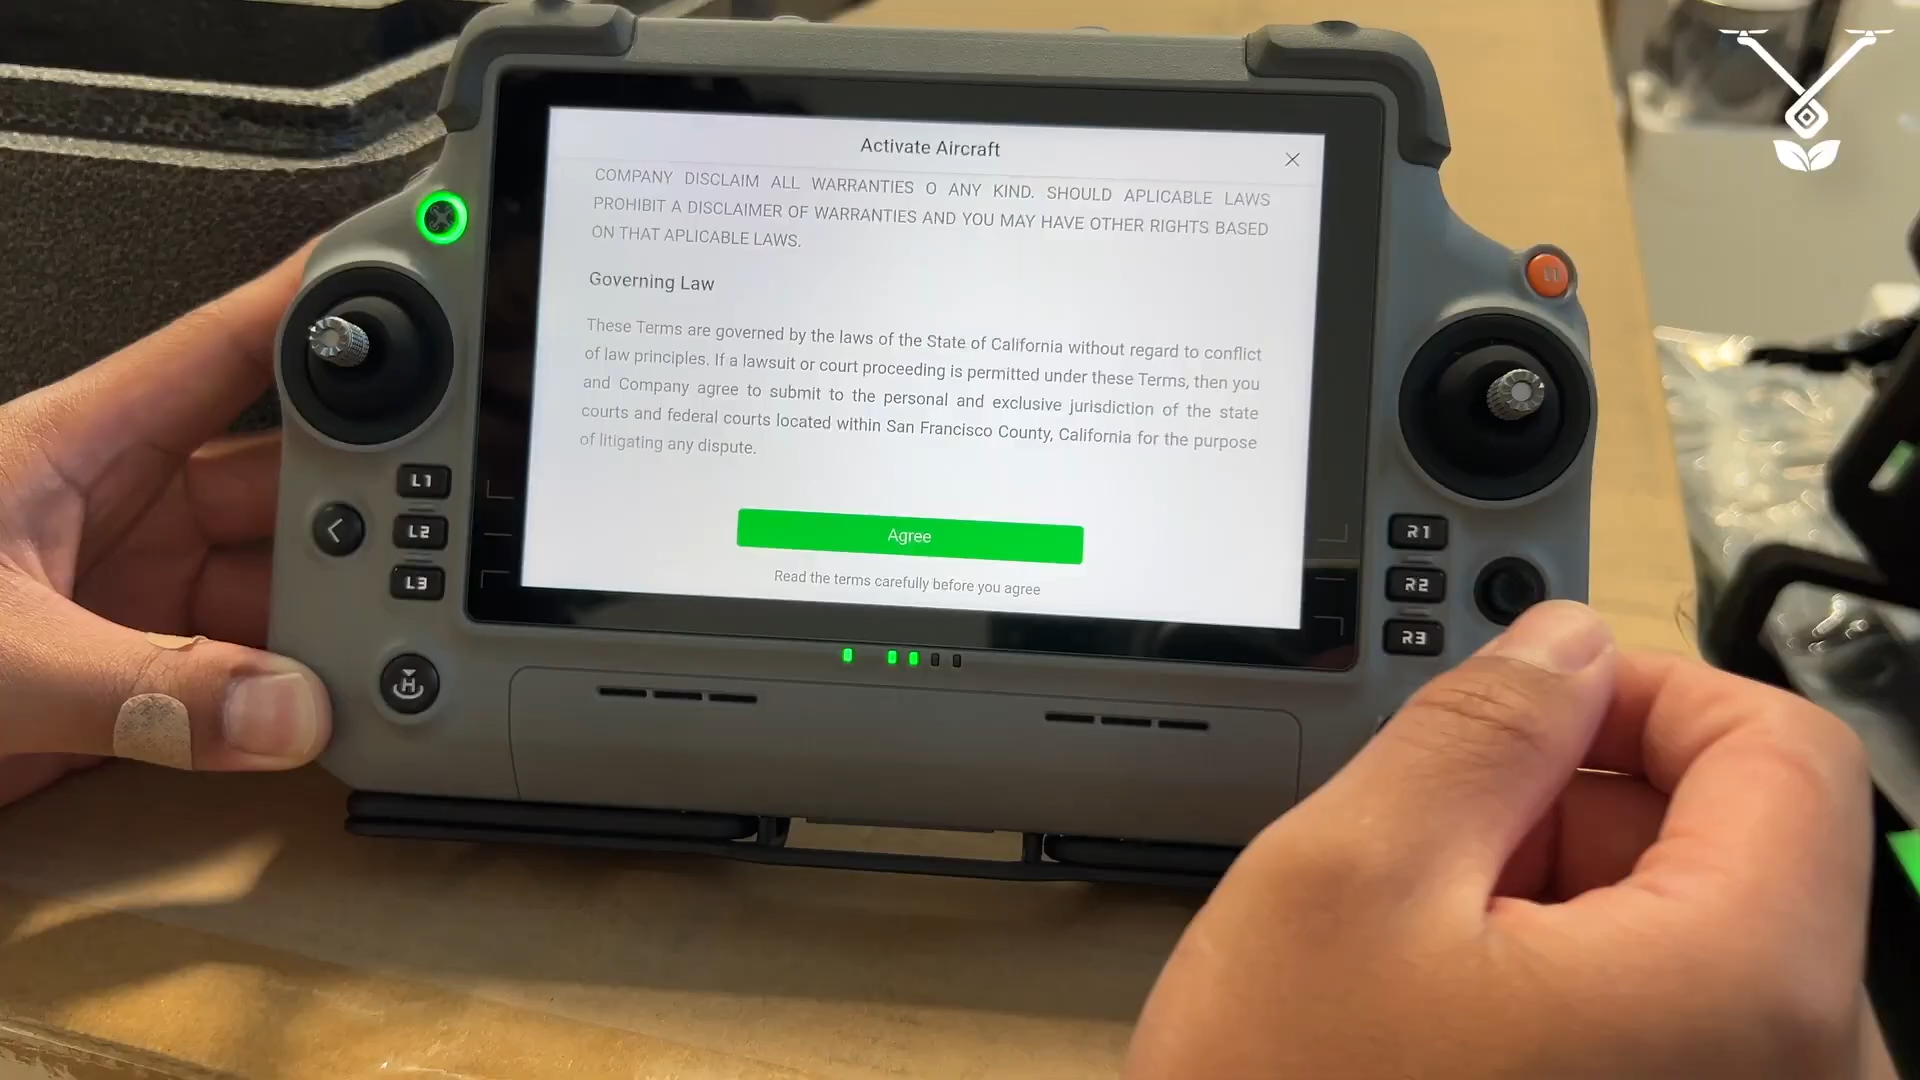 Activate Aircraft
COMPANY DISCLAIM ALL WARRANTIES O ANY KIND. SHOULD APLICABLE LAWS
PROHIBIT A DISCLAIMER OF WARRANTIES AND YOU MAY HAVE OTHER RIGHTS BASED
ON THAT APLICABLE LAWS.
Governing Law
These Terms are governed by the laws of the State of California without regard to conflict
of law principles. If a lawsuit or court proceeding is permitted under these Terms, then you
and Company agree to submit to the personal and exclusive jurisdiction of the state
courts and federal courts located within San Francisco County, California for the purpose
of litigating any dispute.
Agree
Read the terms carefully before you agree
L1
L2
L3
R1
R2
R3
H